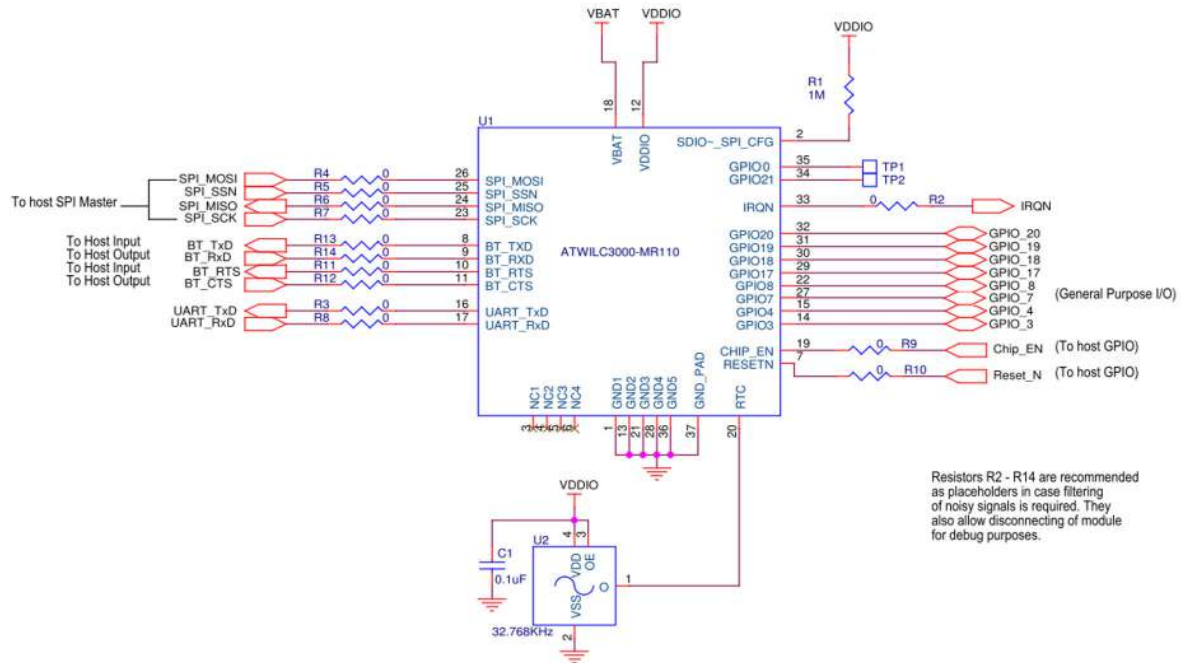 VBAT
VDDIO
VDDIO
R1
1M
18
12
U1
VBAT
VDDIO
SDIO~_SPI_CFG
2
To host SPI Master
SPI_MOSI
R4
0
26
SPI_MOSI
SPI_SSN
R5
0
25
SPI_SSN
SPI_MISO
R6
0
24
SPI_MISO
SPI_SCK
R7
0
23
SPI_SCK
To Host Input
BT_TxD
R13
0
8
BT_TXD
To Host Output
BT_RxD
R14
0
9
BT_RXD
To Host Input
BT_RTS
R11
0
10
BT_RTS
To Host Output
BT_CTS
R12
0
11
BT_CTS
UART_TxD
R3
0
16
UART_TxD
UART_RxD
R8
0
17
UART_RxD
ATWILC3000-MR110
GPIO0
35
TP1
GPIO21
34
TP2
IRQN
33
0
R2
IRQN
GPIO20
32
GPIO_20
GPIO19
31
GPIO_19
GPIO18
30
GPIO_18
GPIO17
29
GPIO_17
GPIO8
22
GPIO_8
GPIO7
27
GPIO_7
(General Purpose I/O)
GPIO4
15
GPIO_4
GPIO3
14
GPIO_3
CHIP_EN
19
0
R9
Chip_EN
(To host GPIO)
RESETN
7
0
R10
Reset_N
(To host GPIO)
NC1
NC2
NC3
NC4
GND1
GND2
GND3
GND4
GND5
GND_PAD
RTC
3
4
5
6
1
13
21
28
36
37
20
Resistors R2 - R14 are recommended
as placeholders in case filtering
of noisy signals is required. They
also allow disconnecting of module
for debug purposes.
VDDIO
C1
0.1uF
U2
4
3
VDD
OE
O
1
VSS
2
32.768KHz